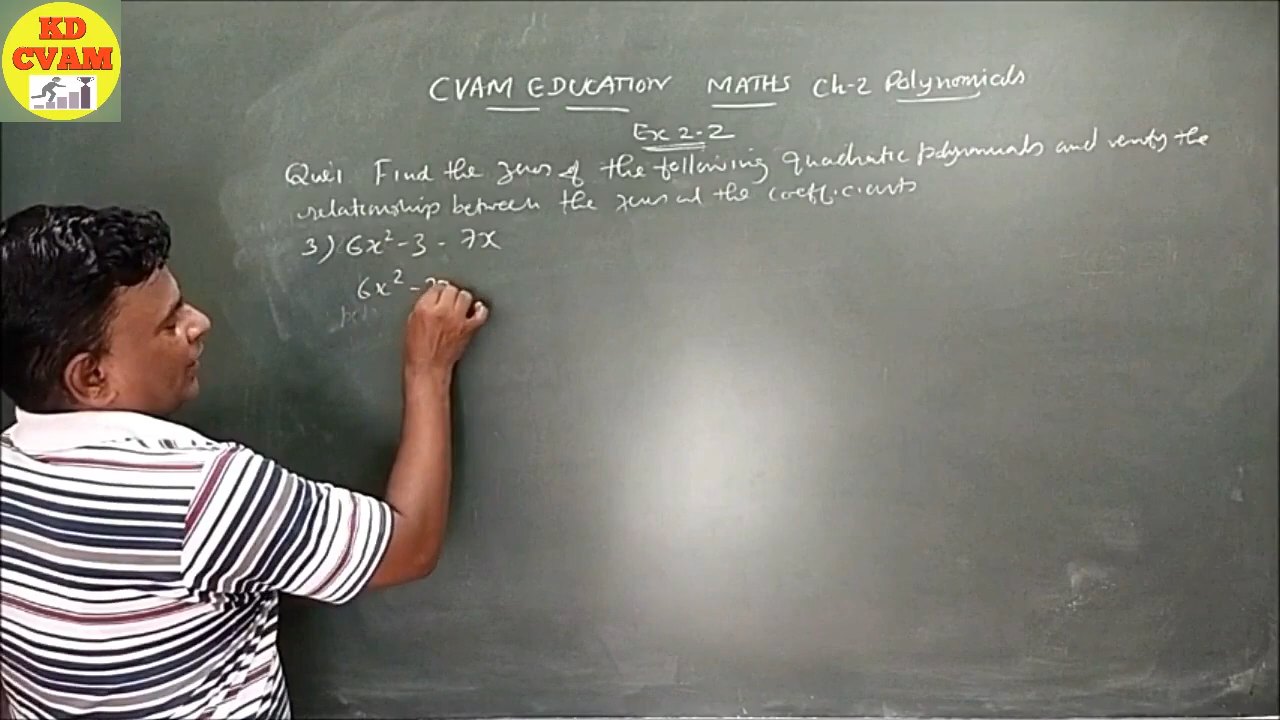 KD
CVAM
CVAM EDUCATION MATHS Ch-2 Polynomials
Ex 2.2
Que1 Find the zeros of the following quadratic polynomials and verify the
relationship between the zeros and the coefficients
3) 6x² - 3 - 7x
6x² -